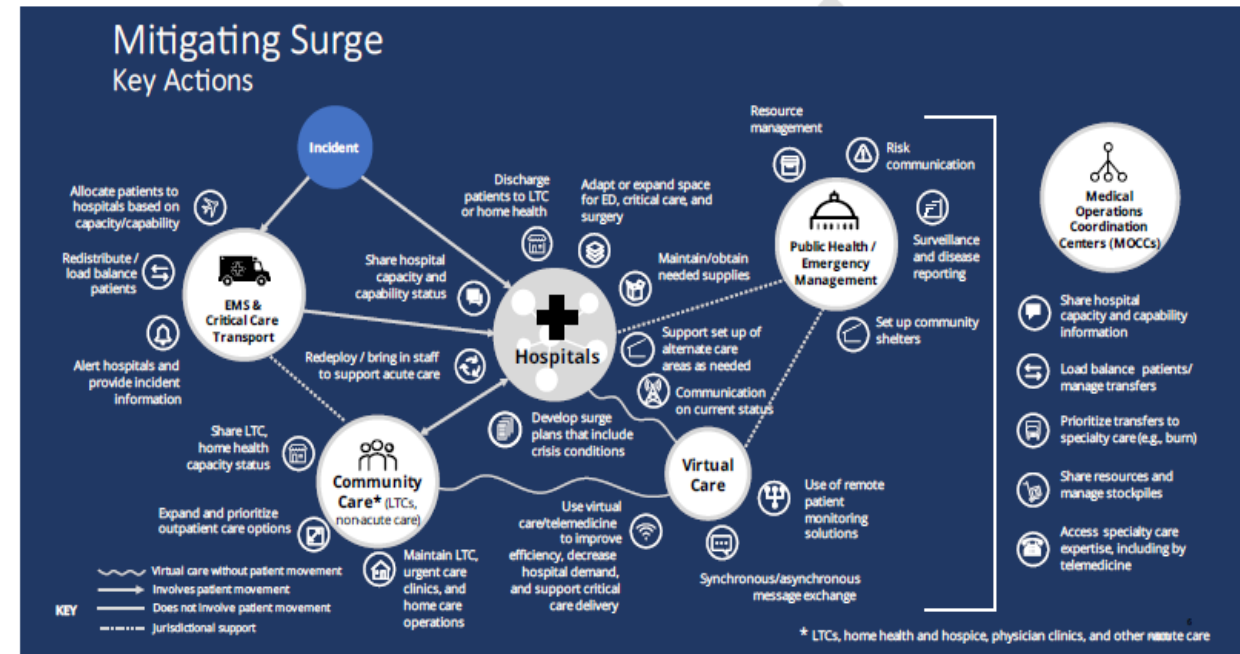 Mitigating Surge
Key Actions
Incident
Allocate patients to
hospitals based on
capacity/capability
Redistribute /
load balance
patients
Alert hospitals and
provide incident
information
EMS &
Critical Care
Transport
Share hospital
capacity and
capability status
Discharge
patients to LTC
or home health
Adapt or expand space
for ED, critical care, and
surgery
Maintain/obtain
needed supplies
Hospitals
Support set up of
alternate care
areas as needed
Communication
on current status
Redeploy / bring in staff
to support acute care
Develop surge
plans that include
crisis conditions
Resource
management
Risk
communication
Surveillance
and disease
reporting
Public Health /
Emergency
Management
Set up community
shelters
Share LTC,
home health
capacity status
Community
Care* (LTCs,
non-acute care)
Expand and prioritize
outpatient care options
Maintain LTC,
urgent care
clinics, and
home care
operations
Virtual
Care
Use virtual
care/telemedicine
to improve
efficiency, decrease
hospital demand,
and support critical
care delivery
Use of remote
patient
monitoring
solutions
Synchronous/asynchronous
message exchange
Medical
Operations
Coordination
Centers (MOCCs)
Share hospital
capacity and capability
information
Load balance patients/
manage transfers
Prioritize transfers to
specialty care (e.g., burn)
Share resources and
manage stockpiles
Access specialty care
expertise, including by
telemedicine
KEY
Virtual care without patient movement
Involves patient movement
Does not involve patient movement
Jurisdictional support
* LTCs, home health and hospice, physician clinics, and other care